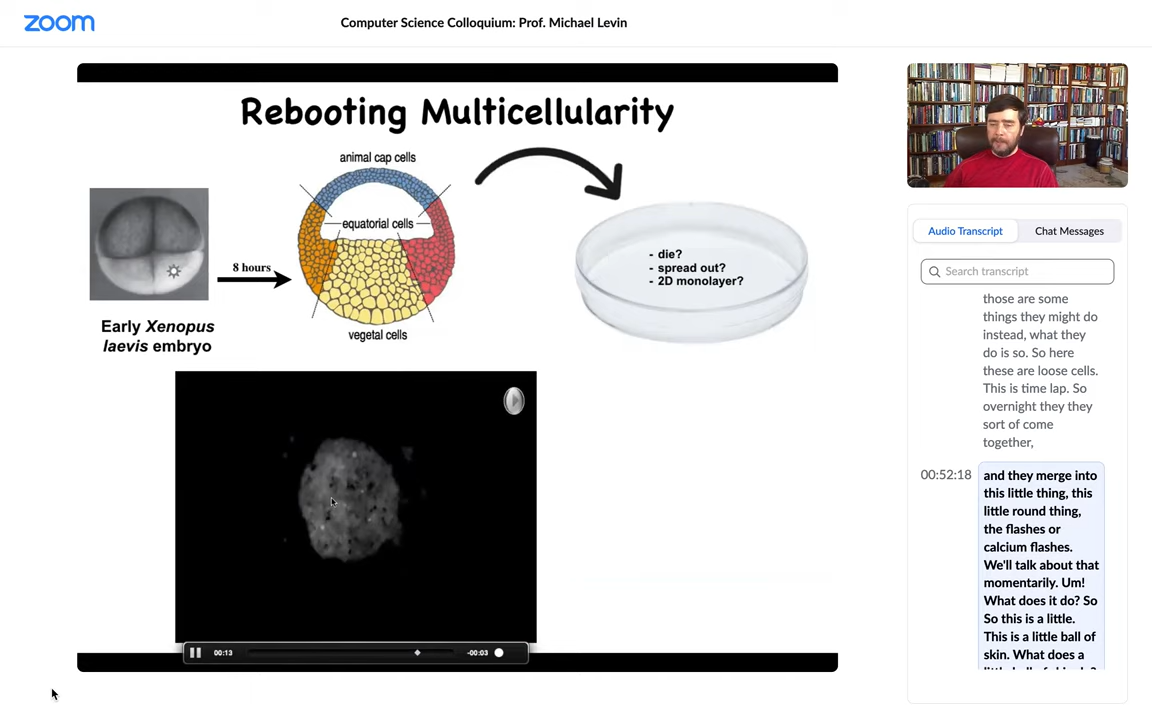 zoom
Computer Science Colloquium: Prof. Michael Levin
Rebooting Multicellularity
animal cap cells
equatorial cells
vegetal cells
8 hours
Early Xenopus
laevis embryo
- die?
- spread out?
- 2D monolayer?
00:13
-00:03
Audio Transcript
Chat Messages
Search transcript
those are some
things they might do
instead, what they
do is so. So here
these are loose cells.
This is time lap. So
overnight they they
sort of come
together,
00:52:18
and they merge into
this little thing, this
little round thing,
the flashes or
calcium flashes.
We'll talk about that
momentarily. Um!
What does it do? So
So this is a little.
This is a little ball of
skin. What does a